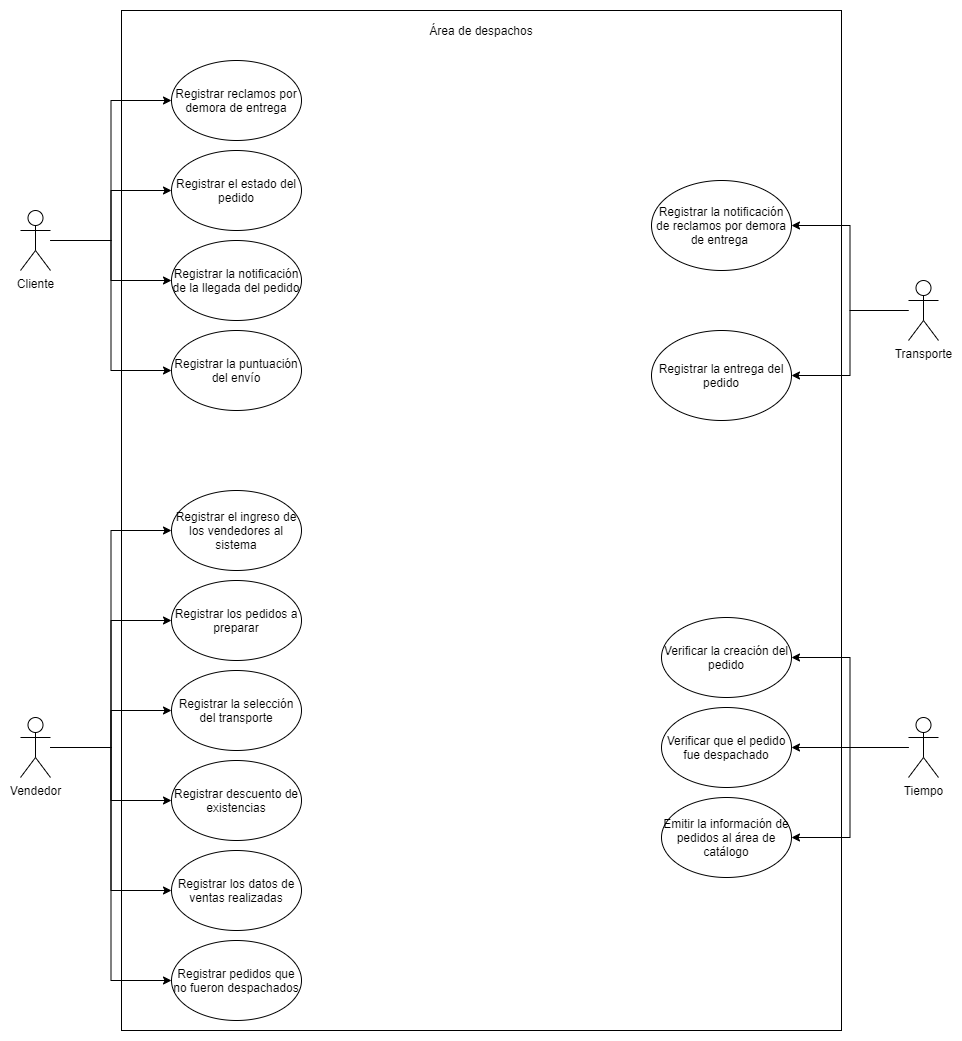 Área de despachos
Registrar reclamos por
demora de entrega
Registrar el estado del
pedido
Registrar la notificación
de la llegada del pedido
Registrar la puntuación
del envío
Cliente
Registrar la notificación
de reclamos por demora
de entrega
Registrar la entrega del
pedido
Transporte
Registrar el ingreso de
los vendedores al
sistema
Registrar los pedidos a
preparar
Registrar la selección
del transporte
Registrar descuento de
existencias
Registrar los datos de
ventas realizadas
Registrar pedidos que
no fueron despachados
Vendedor
Verificar la creación del
pedido
Verificar que el pedido
fue despachado
Emitir la información de
pedidos al área de
catálogo
Tiempo